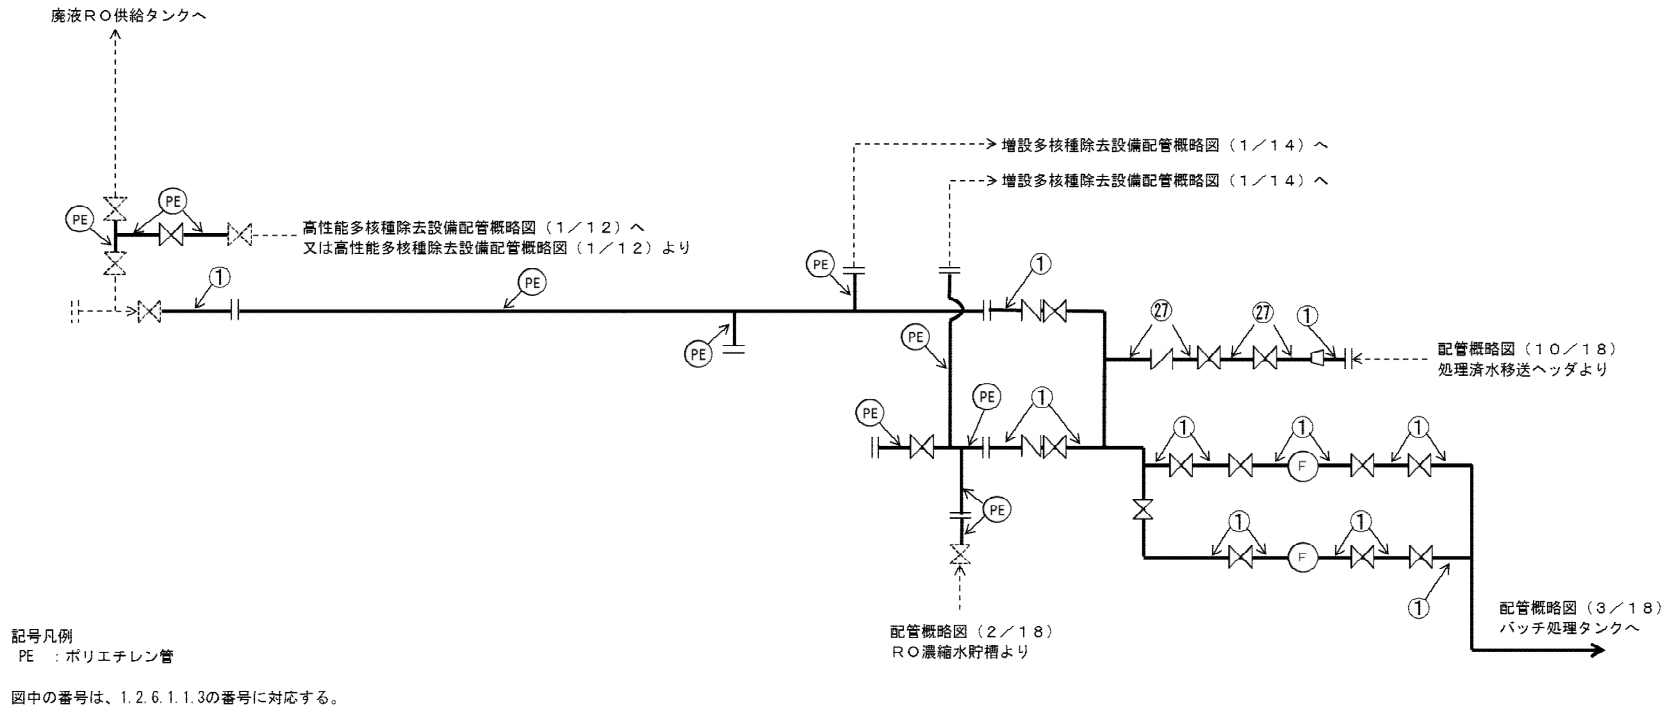 廃液RO供給タンクへ
増設多核種除去設備配管概略図(1/14)へ
増設多核種除去設備配管概略図(1/14)へ
PE
PE
高性能多核種除去設備配管概略図(1/12)へ
又は高性能多核種除去設備配管概略図(1/12)より
①
PE
PE
①
PE
PE
㉗
㉗
①
配管概略図(10/18)
処理済水移送ヘッダより
PE
PE
①
①
①
①
F
PE
①
①
F
①
配管概略図(2/18)
RO濃縮水貯槽より
配管概略図(3/18)
バッチ処理タンクへ
記号凡例
PE :ポリエチレン管
図中の番号は、1.2.6.1.1.3の番号に対応する。